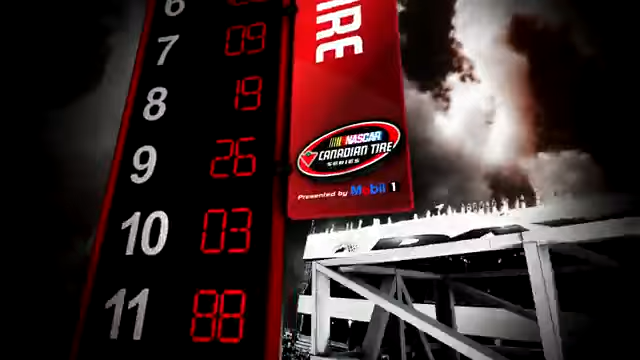 6
7 09
8 19
9 26
10 03
11 88
IRE
NASCAR
CANADIAN TIRE
SERIES
Presented by Mobil 1